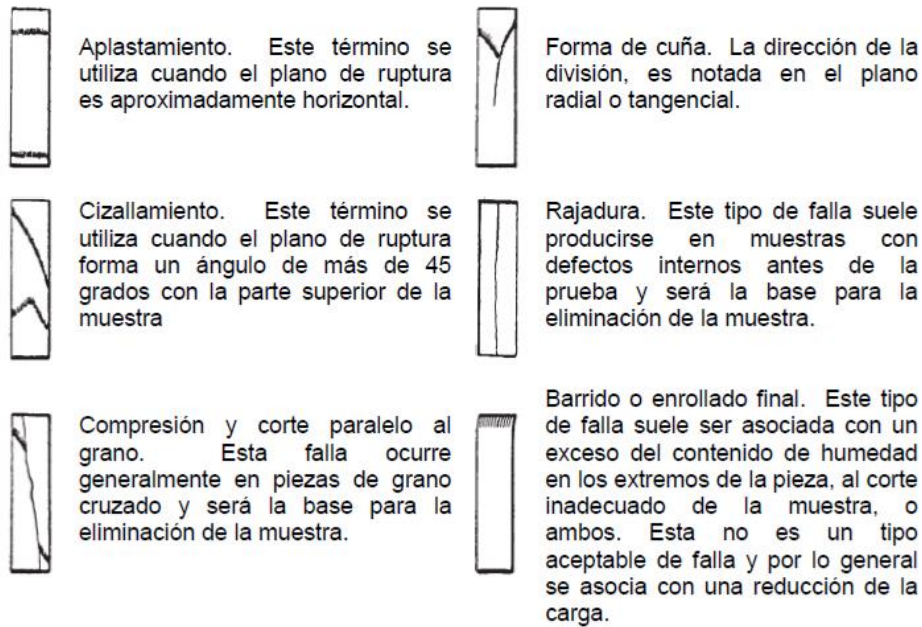 Aplastamiento. Este término se
utiliza cuando el plano de ruptura
es aproximadamente horizontal.
Forma de cuña. La dirección de la
división, es notada en el plano
radial o tangencial.
Cizallamiento. Este término se
utiliza cuando el plano de ruptura
forma un ángulo de más de 45
grados con la parte superior de la
muestra
Rajadura. Este tipo de falla suele
producirse en muestras con
defectos internos antes de la
prueba y será la base para la
eliminación de la muestra.
Compresión y corte paralelo al
grano. Esta falla ocurre
generalmente en piezas de grano
cruzado y será la base para la
eliminación de la muestra.
Barrido o enrollado final. Este tipo
de falla suele ser asociada con un
exceso del contenido de humedad
en los extremos de la pieza, al corte
inadecuado de la muestra, o
ambos. Esta no es un tipo
aceptable de falla y por lo general
se asocia con una reducción de la
carga.